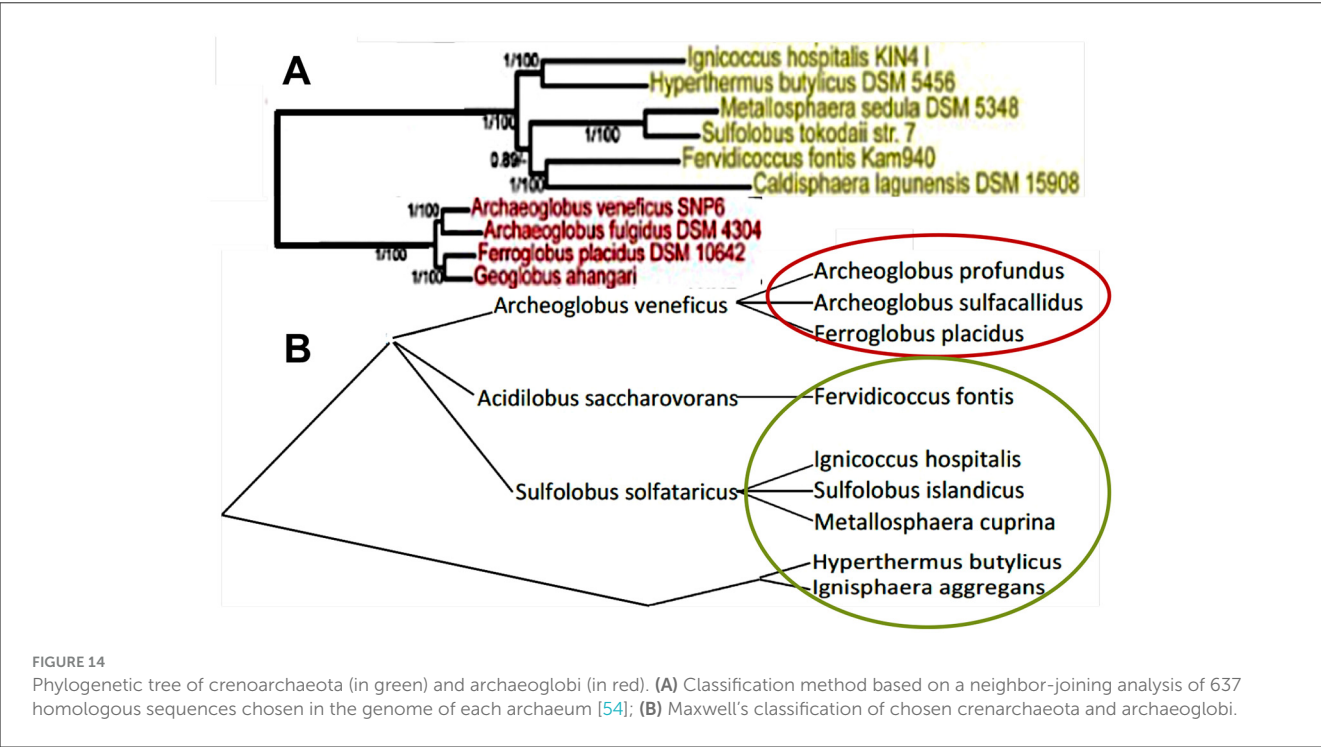 A
1/100
Ignicoccus hospitalis KIN4 I
Hyperthermus butylicus DSM 5456
1/100
Metallosphaera sedula DSM 5348
1/100
Sulfolobus tokodaii str. 7
0.89/-
Fervidicoccus fontis Kam940
1/100
Caldisphaera lagunensis DSM 15908
1/100
Archaeoglobus veneficus SNP6
Archaeoglobus fulgidus DSM 4304
1/100
Ferroglobus placidus DSM 10642
1/100
Geoglobus ahangari
B
Archeoglobus veneficus
Archeoglobus profundus
Archeoglobus sulfacallidus
Ferroglobus placidus
Acidilobus saccharovorans
Fervidicoccus fontis
Sulfolobus solfataricus
Ignicoccus hospitalis
Sulfolobus islandicus
Metallosphaera cuprina
Hyperthermus butylicus
Ignisphaera aggregans
FIGURE 14
Phylogenetic tree of crenoarchaeota (in green) and archaeoglobi (in red). (A) Classification method based on a neighbor-joining analysis of 637
homologous sequences chosen in the genome of each archaeum [54]; (B) Maxwell's classification of chosen crenarchaeota and archaeoglobi.